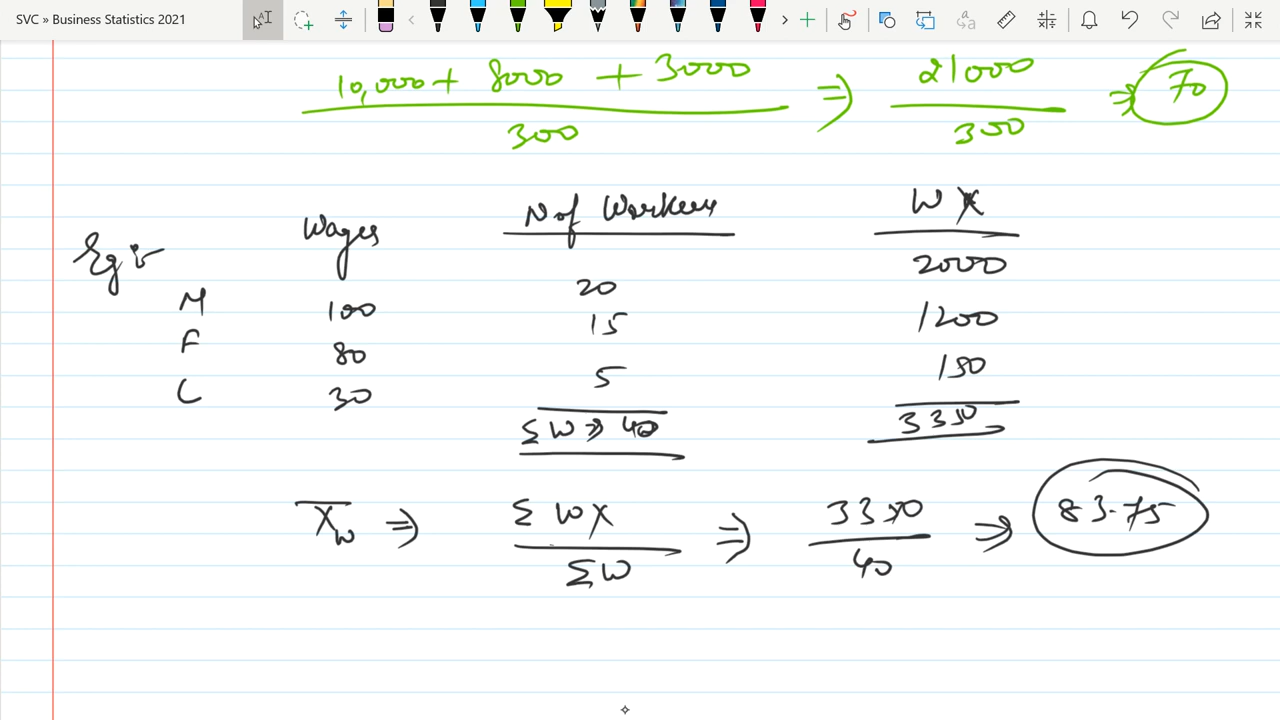 SVC » Business Statistics 2021
10,000 + 8000 + 3000 ⇒ 21000 ⇒ 70
300 300
Eg :- Wages N of Workers WX
M 100 20 2000
F 80 15 1200
C 30 5 150
ΣW ⇒ 40 3350
X̄w ⇒ ΣWX ⇒ 3350 ⇒ 83.75
ΣW 40